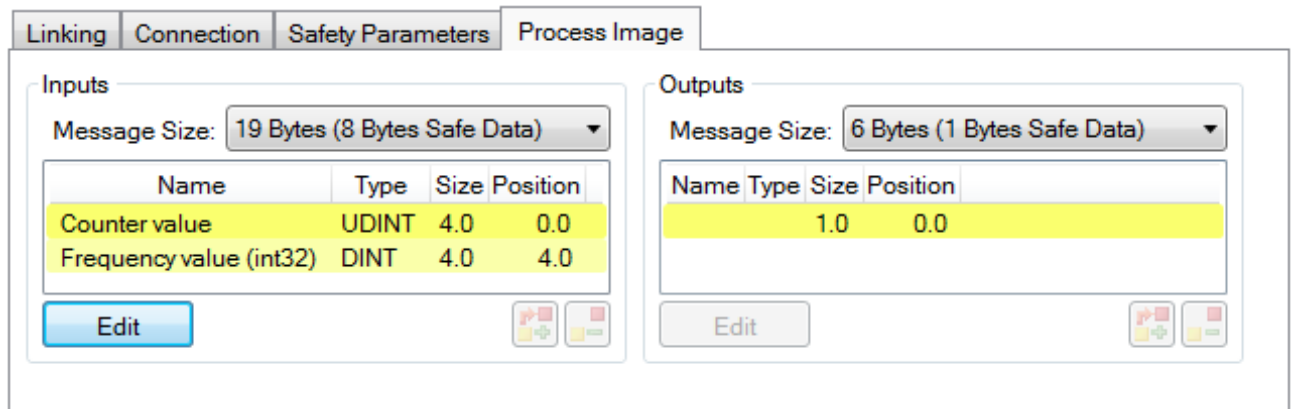 Linking Connection Safety Parameters Process Image
Inputs
Message Size: 19 Bytes (8 Bytes Safe Data)
Name Type Size Position
Counter value UDINT 4.0 0.0
Frequency value (int32) DINT 4.0 4.0
Edit
Outputs
Message Size: 6 Bytes (1 Bytes Safe Data)
Name Type Size Position
1.0 0.0
Edit